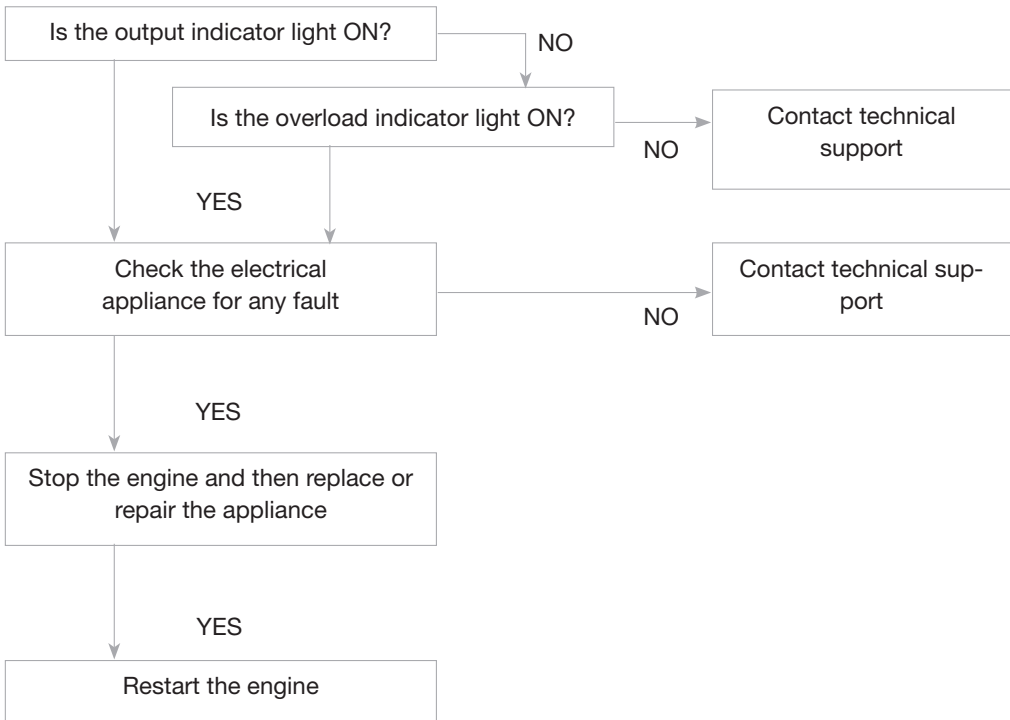 Is the output indicator light ON?
NO
Is the overload indicator light ON?
NO
Contact technical
support
YES
Check the electrical
appliance for any fault
NO
Contact technical sup-
port
YES
Stop the engine and then replace or
repair the appliance
YES
Restart the engine